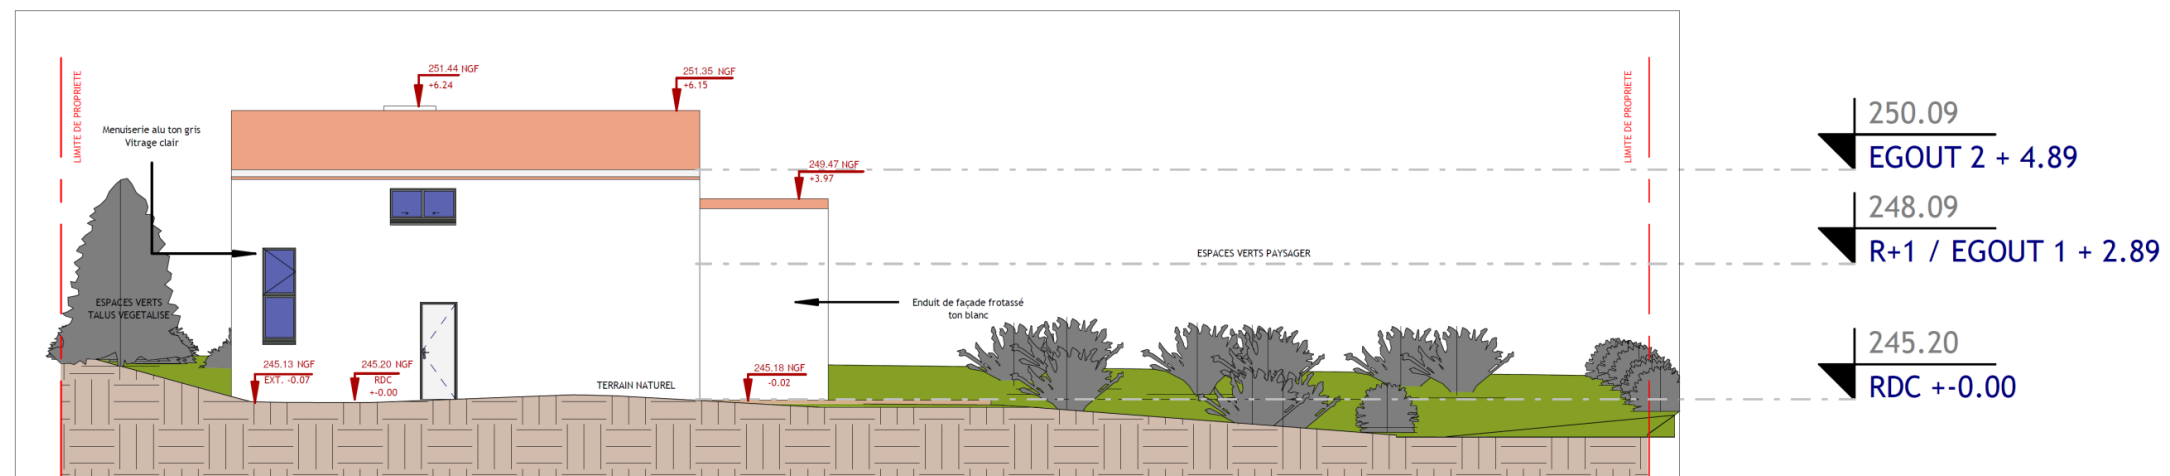 LIMITE DE PROPRIETE
Menuiserie alu ton gris
Vitrage clair
251.44 NGF
+6.24
251.35 NGF
+6.15
249.47 NGF
+3.97
LIMITE DE PROPRIETE
250.09
EGOUT 2 + 4.89
248.09
R+1 / EGOUT 1 + 2.89
ESPACES VERTS PAYSAGER
ESPACES VERTS
TALUS VEGETALISE
Enduit de façade frotassé
ton blanc
245.13 NGF
EXT. -0.07
245.20 NGF
RDC
+-0.00
TERRAIN NATUREL
245.18 NGF
-0.02
245.20
RDC +-0.00